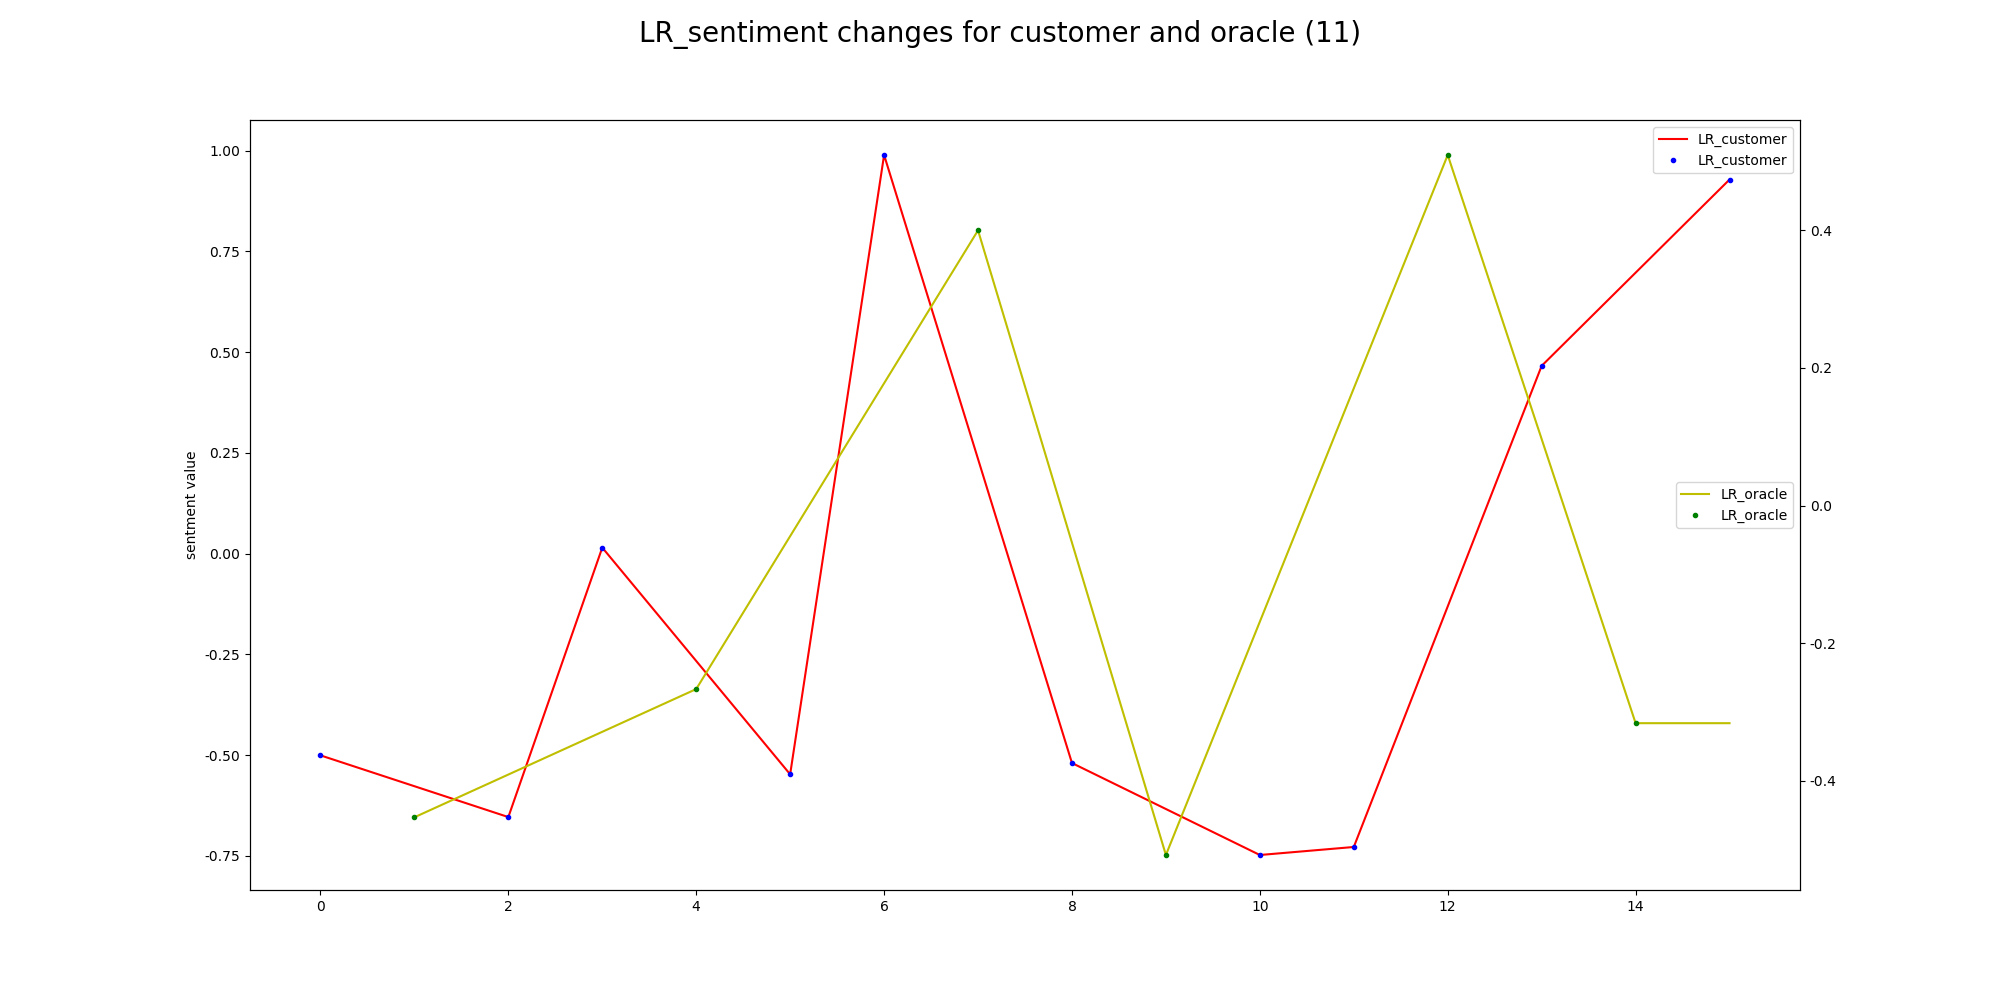 LR_sentiment changes for customer and oracle (11)
LR_customer
LR_customer
LR_oracle
LR_oracle
sentment value
1.00
0.75
0.50
0.25
0.00
-0.25
-0.50
-0.75
0.4
0.2
0.0
-0.2
-0.4
0 2 4 6 8 10 12 14